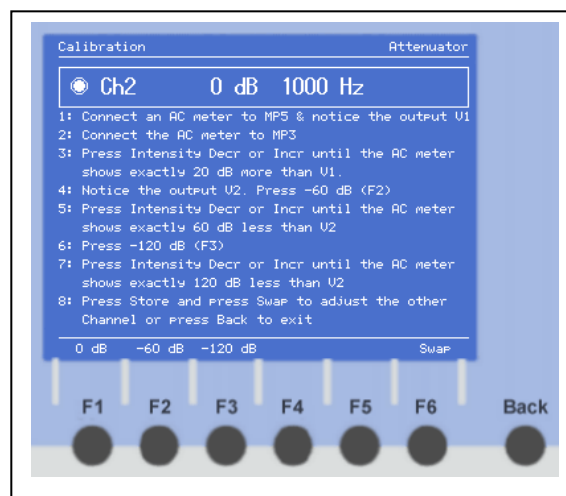 Calibration Attenuator
Ch2 0 dB 1000 Hz
1: Connect an AC meter to MP5 & notice the output V1
2: Connect the AC meter to MP3
3: Press Intensity Decr or Incr until the AC meter
shows exactly 20 dB more than V1.
4: Notice the output V2. Press -60 dB (F2)
5: Press Intensity Decr or Incr until the AC meter
shows exactly 60 dB less than V2
6: Press -120 dB (F3)
7: Press Intensity Decr or Incr until the AC meter
shows exactly 120 dB less than V2
8: Press Store and press Swap to adjust the other
Channel or press Back to exit
0 dB -60 dB -120 dB Swap
F1 F2 F3 F4 F5 F6 Back